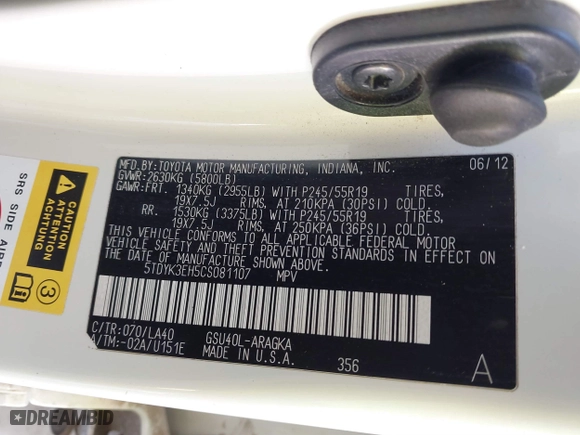 MFD.BY:TOYOTA MOTOR MANUFACTURING, INDIANA, INC. 06/12
GVWR:2630KG (5800LB)
GAWR:FRT. 1340KG (2955LB) WITH P245/55R19 TIRES,
19X7.5J RIMS, AT 210KPA (30PSI) COLD.
RR. 1530KG (3375LB) WITH P245/55R19 TIRES,
19X7.5J RIMS, AT 250KPA (36PSI) COLD.
THIS VEHICLE CONFORMS TO ALL APPLICABLE FEDERAL MOTOR
VEHICLE SAFETY STANDARDS IN EFFECT ON
THE DATE OF MANUFACTURE SHOWN ABOVE.
5TDYK3EH5CS081107 MPV
C/TR:070/LA40 GSU40L-ARAGKA
A/TM:-02A/U151E MADE IN U.S.A. 356 A
SRS SIDE AIRB
CAUTION
ATTENTION
ACHTUNG
3
DREAMBID